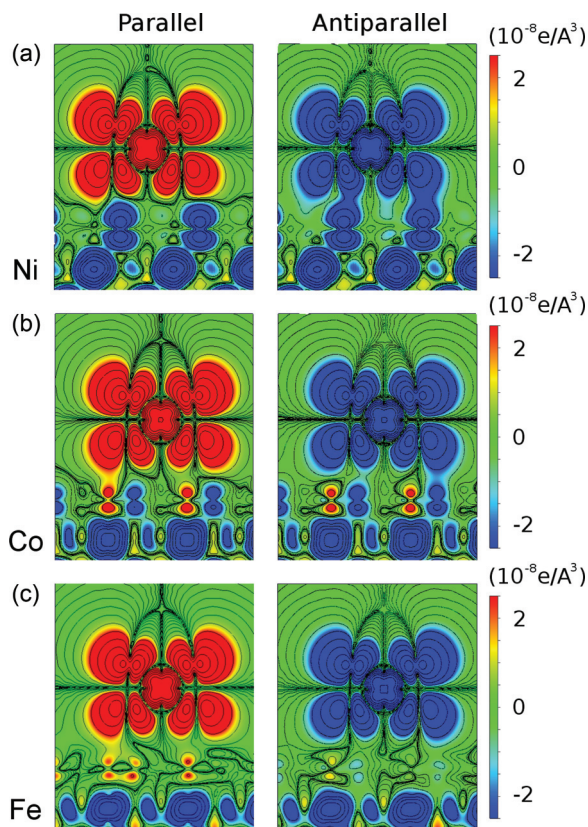 Parallel Antiparallel (10⁻⁸e/A³)
(a)
2
0
-2
Ni
(10⁻⁸e/A³)
(b)
2
0
-2
Co
(10⁻⁸e/A³)
(c)
2
0
-2
Fe